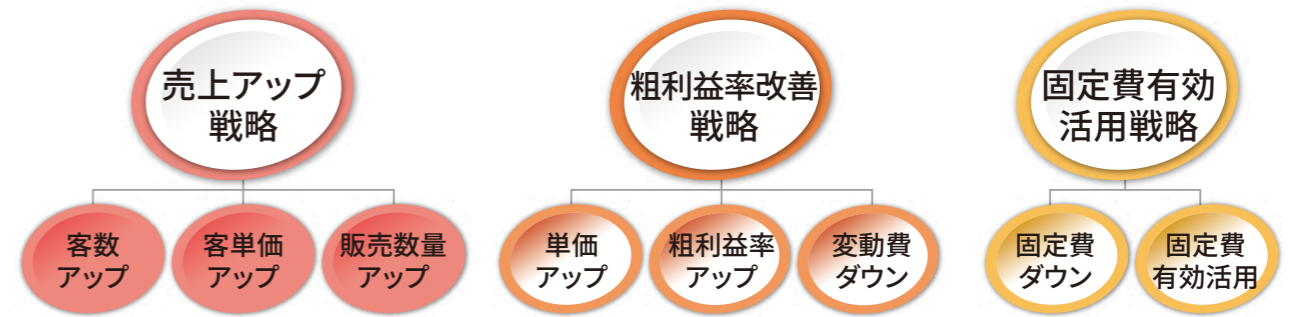 売上アップ
戦略
粗利益率改善
戦略
固定費有効
活用戦略
客数
アップ
客単価
アップ
販売数量
アップ
単価
アップ
粗利益率
アップ
変動費
ダウン
固定費
ダウン
固定費
有効活用